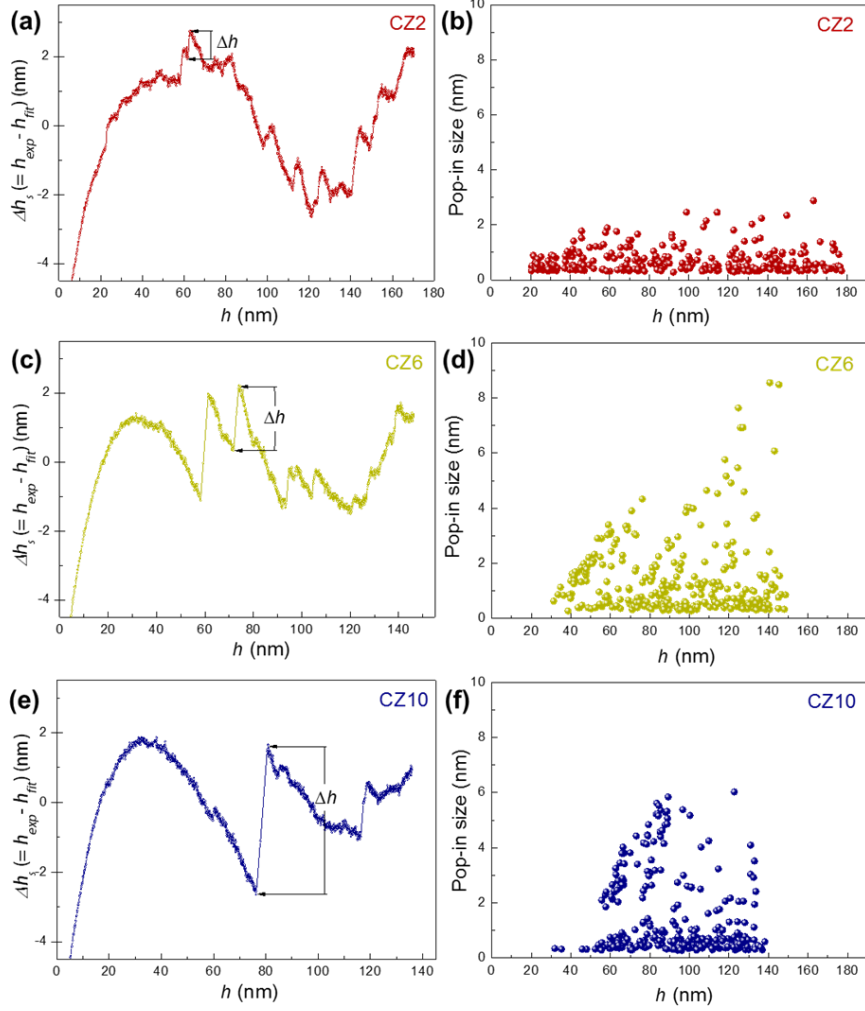 (a)
CZ2
Δh
Δhs (= hexp- hfit) (nm)
2
0
-2
-4
0 20 40 60 80 100 120 140 160 180
h (nm)
(b)
CZ2
Pop-in size (nm)
10
8
6
4
2
0
0 20 40 60 80 100 120 140 160 180
h (nm)
(c)
CZ6
Δh
Δhs (= hexp- hfit) (nm)
2
0
-2
-4
0 20 40 60 80 100 120 140
h (nm)
(d)
CZ6
Pop-in size (nm)
10
8
6
4
2
0
0 20 40 60 80 100 120 140 160 180
h (nm)
(e)
CZ10
Δh
Δhs (= hexp- hfit) (nm)
2
0
-2
-4
0 20 40 60 80 100 120 140
h (nm)
(f)
CZ10
Pop-in size (nm)
10
8
6
4
2
0
0 20 40 60 80 100 120 140 160 180
h (nm)